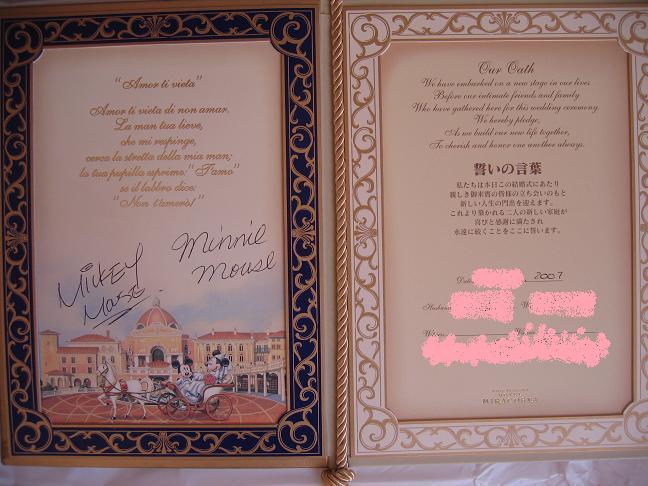 "Amor ti vieta"
Amor ti vieta di non amar.
La man tua lieve,
che mi respinge,
cerca la stretta della mia man;
la tua pupilla esprime: "T'amo"
se il labbro dice:
"Non t'amerò!"
Mickey
Mouse
Minnie
Mouse
Our Oath
We have embarked on a new stage in our lives
Before our intimate friends and family
Who have gathered here for this wedding ceremony.
We hereby pledge,
As we build our new life together,
To cherish and honor one another always.
誓いの言葉
私たちは本日この結婚式にあたり
親しき御来賓の皆様の立ち会いのもと
新しい人生の門出を迎えます。
これより築かれる二人の新しい家庭が
喜びと感謝に満たされ
永遠に続くことをここに誓います。
Date 2007
Husband W
Witness
MIRACOSTA